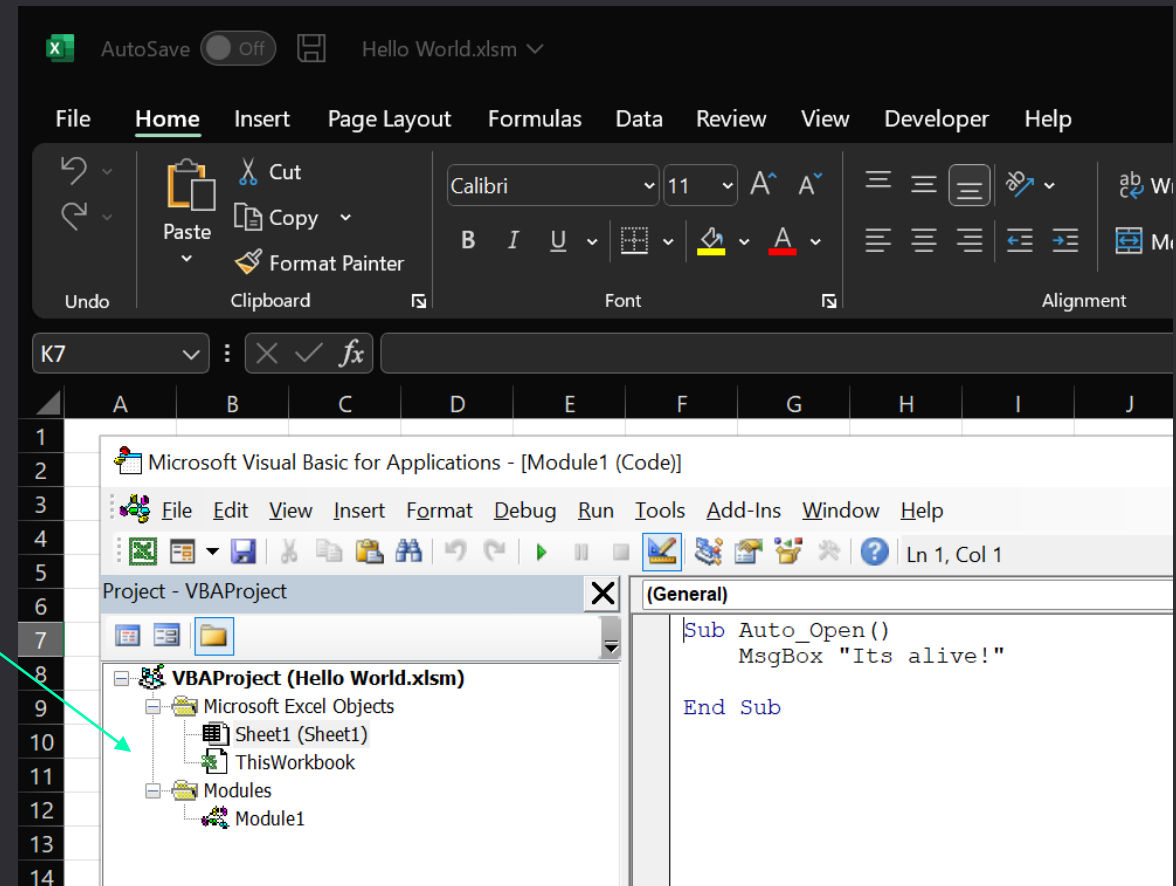 AutoSave Off Hello World.xlsm
File Home Insert Page Layout Formulas Data Review View Developer Help
Cut
Calibri 11 A^ A˅
ab
Copy
Paste
B I U A
Format Painter
Undo Clipboard Font Alignment
K7 fx
A B C D E F G H I J
1
2 Microsoft Visual Basic for Applications - [Module1 (Code)]
3 File Edit View Insert Format Debug Run Tools Add-Ins Window Help
4
5 Ln 1, Col 1
6 Project - VBAProject (General)
7 Sub Auto_Open()
MsgBox "Its alive!"
8 VBAProject (Hello World.xlsm)
9 Microsoft Excel Objects End Sub
10 Sheet1 (Sheet1)
11 ThisWorkbook
Modules
12 Module1
13
14